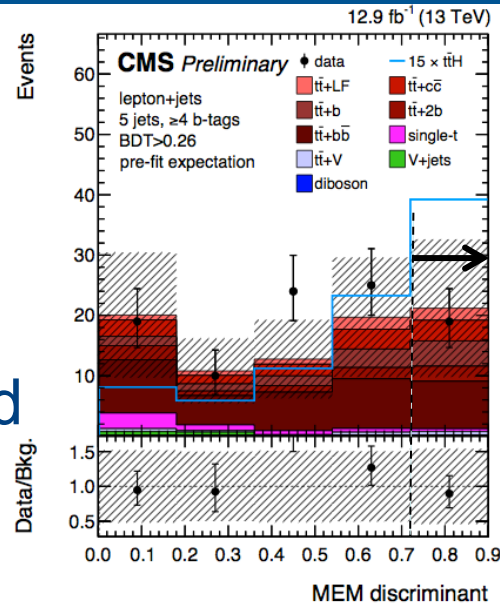 12.9 fb⁻¹ (13 TeV)
Events
60
50
40
30
20
10
CMS Preliminary
lepton+jets
5 jets, ≥4 b-tags
BDT>0.26
pre-fit expectation
data
15 × tt̄H
tt̄+LF
tt̄+cc̄
tt̄+b
tt̄+2b
tt̄+bb̄
single-t
tt̄+V
V+jets
diboson
d
Data/Bkg.
1.5
1.0
0.5
0.0 0.1 0.2 0.3 0.4 0.5 0.6 0.7 0.8 0.9
MEM discriminant